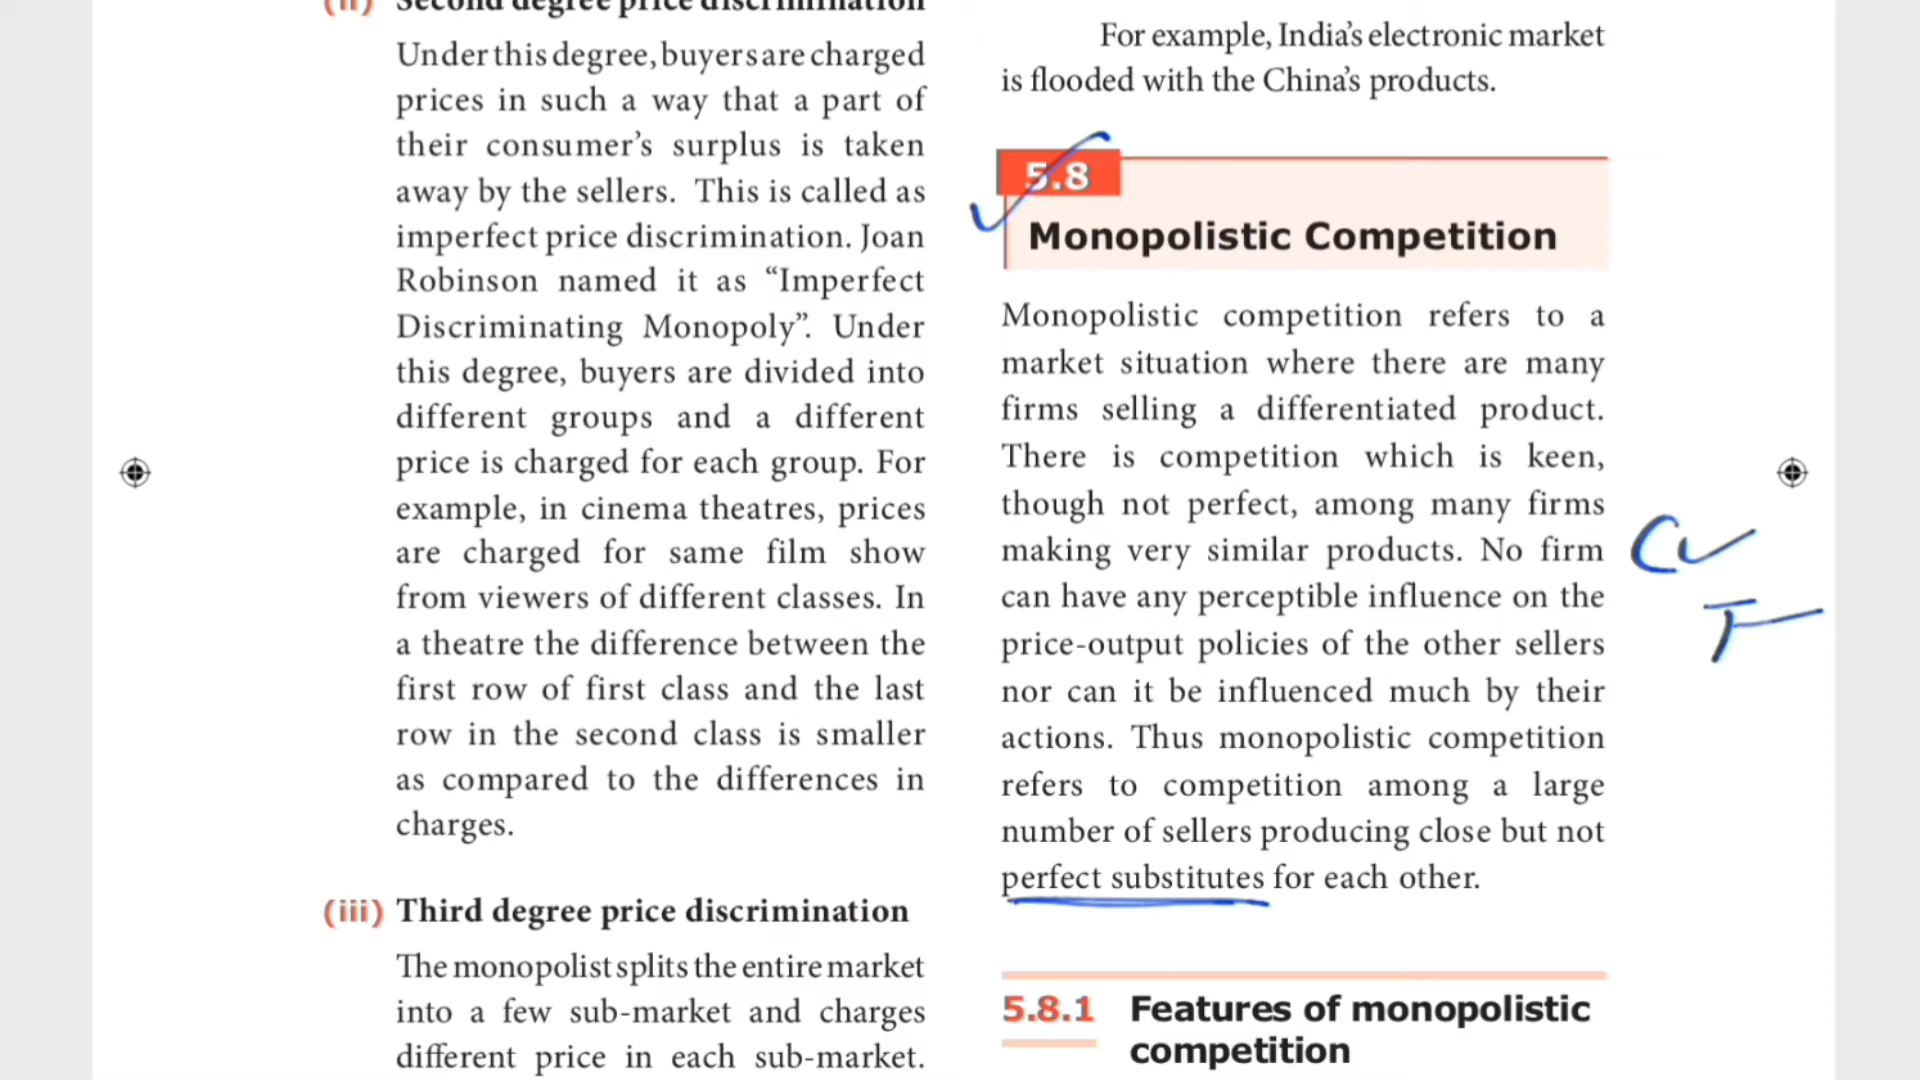 (ii) Second degree price discrimination
Under this degree, buyers are charged
prices in such a way that a part of
their consumer’s surplus is taken
away by the sellers. This is called as
imperfect price discrimination. Joan
Robinson named it as “Imperfect
Discriminating Monopoly”. Under
this degree, buyers are divided into
different groups and a different
price is charged for each group. For
example, in cinema theatres, prices
are charged for same film show
from viewers of different classes. In
a theatre the difference between the
first row of first class and the last
row in the second class is smaller
as compared to the differences in
charges.
(iii) Third degree price discrimination
The monopolist splits the entire market
into a few sub-market and charges
different price in each sub-market.
For example, India’s electronic market
is flooded with the China’s products.
5.8
Monopolistic Competition
Monopolistic competition refers to a
market situation where there are many
firms selling a differentiated product.
There is competition which is keen,
though not perfect, among many firms
making very similar products. No firm
can have any perceptible influence on the
price-output policies of the other sellers
nor can it be influenced much by their
actions. Thus monopolistic competition
refers to competition among a large
number of sellers producing close but not
perfect substitutes for each other.
5.8.1 Features of monopolistic
competition